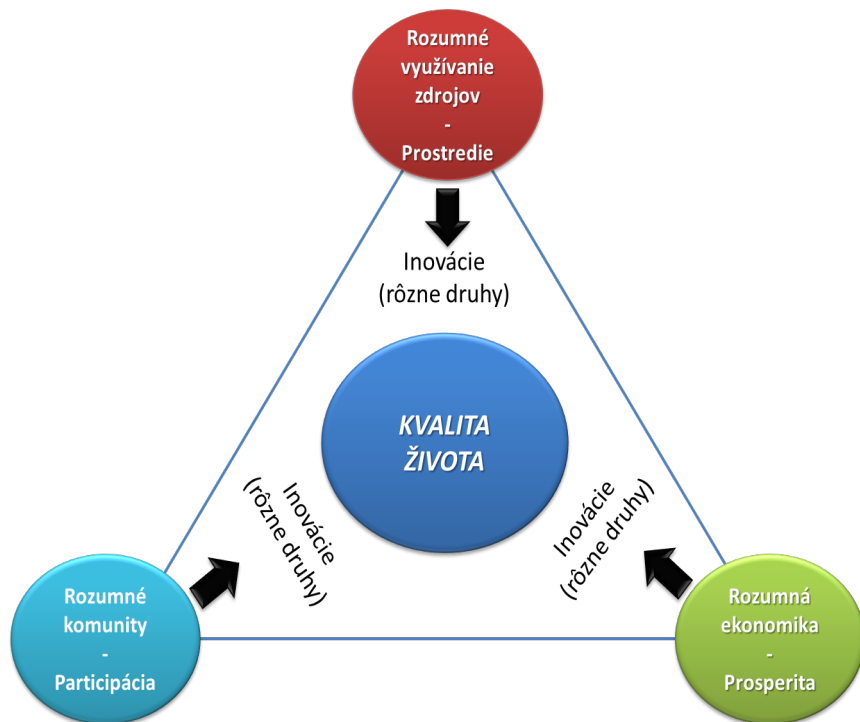 Rozumné
využívanie
zdrojov
-
Prostredie
Inovácie
(rôzne druhy)
KVALITA
ŽIVOTA
Inovácie
(rôzne druhy)
Inovácie
(rôzne druhy)
Rozumné
komunity
-
Participácia
Rozumná
ekonomika
-
Prosperita